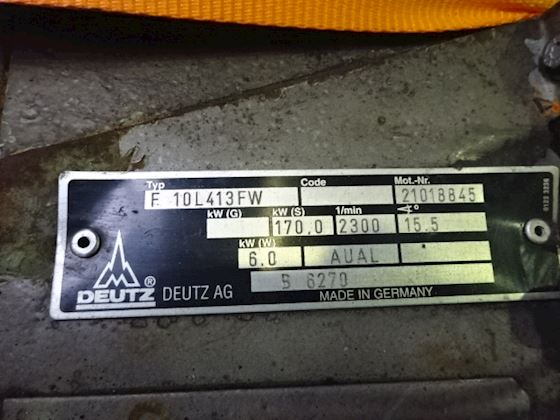 Typ Code Mot.-Nr.
F 10L413FW 21018845
kW (G) kW (S) 1/min °
170,0 2300 15.5
kW (W)
6.0 AUAL
DEUTZ ® DEUTZ AG
B 6270
MADE IN GERMANY